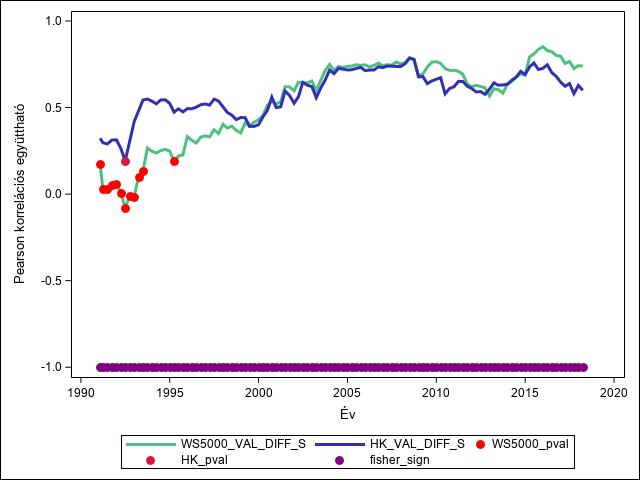 1.0
0.5
0.0
-0.5
-1.0
Pearson korrelációs együttható
1990 1995 2000 2005 2010 2015 2020
Év
WS5000_VAL_DIFF_S HK_VAL_DIFF_S WS5000_pval
HK_pval fisher_sign